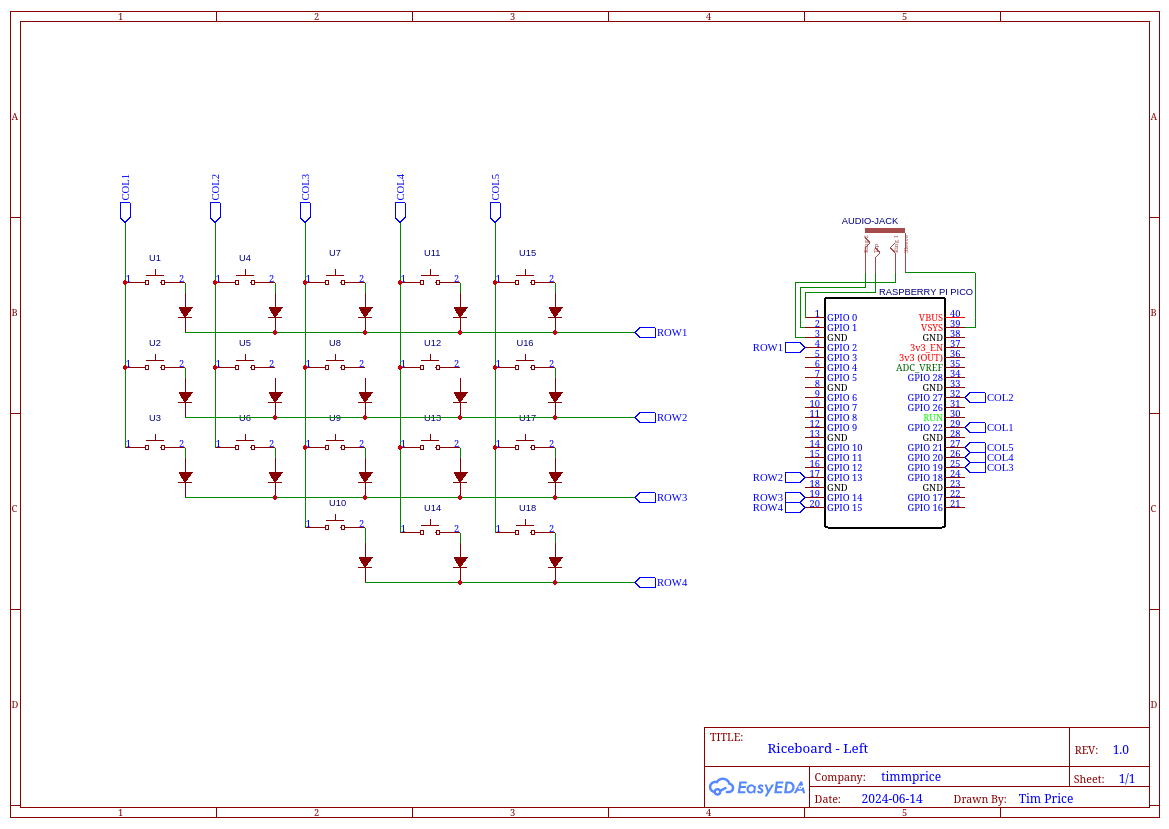 1 2 3 4 5
A A
B B
C C
D D
COL1 COL2 COL3 COL4 COL5
U1 U4 U7 U11 U15
1 2 1 2 1 2 1 2 1 2
ROW1
U2 U5 U8 U12 U16
1 2 1 2 1 2 1 2 1 2
ROW2
U3 U6 U9 U13 U17
1 2 1 2 1 2 1 2 1 2
ROW3
U10 U14 U18
1 2 1 2 1 2
ROW4
AUDIO-JACK
RASPBERRY PI PICO
1 GPIO 0 VBUS 40
2 GPIO 1 VSYS 39
3 GND GND 38
ROW1 4 GPIO 2 3v3_EN 37
5 GPIO 3 3v3 (OUT) 36
6 GPIO 4 ADC_VREF 35
7 GPIO 5 GPIO 28 34
8 GND GND 33
9 GPIO 6 GPIO 27 32 COL2
10 GPIO 7 GPIO 26 31
11 GPIO 8 RUN 30
12 GPIO 9 GPIO 22 29 COL1
13 GND GND 28
14 GPIO 10 GPIO 21 27 COL5
15 GPIO 11 GPIO 20 26 COL4
16 GPIO 12 GPIO 19 25 COL3
ROW2 17 GPIO 13 GPIO 18 24
18 GND GND 23
ROW3 19 GPIO 14 GPIO 17 22
ROW4 20 GPIO 15 GPIO 16 21
TITLE:
Riceboard - Left
REV: 1.0
EasyEDA
Company: timmprice
Sheet: 1/1
Date: 2024-06-14 Drawn By: Tim Price
1 2 3 4 5